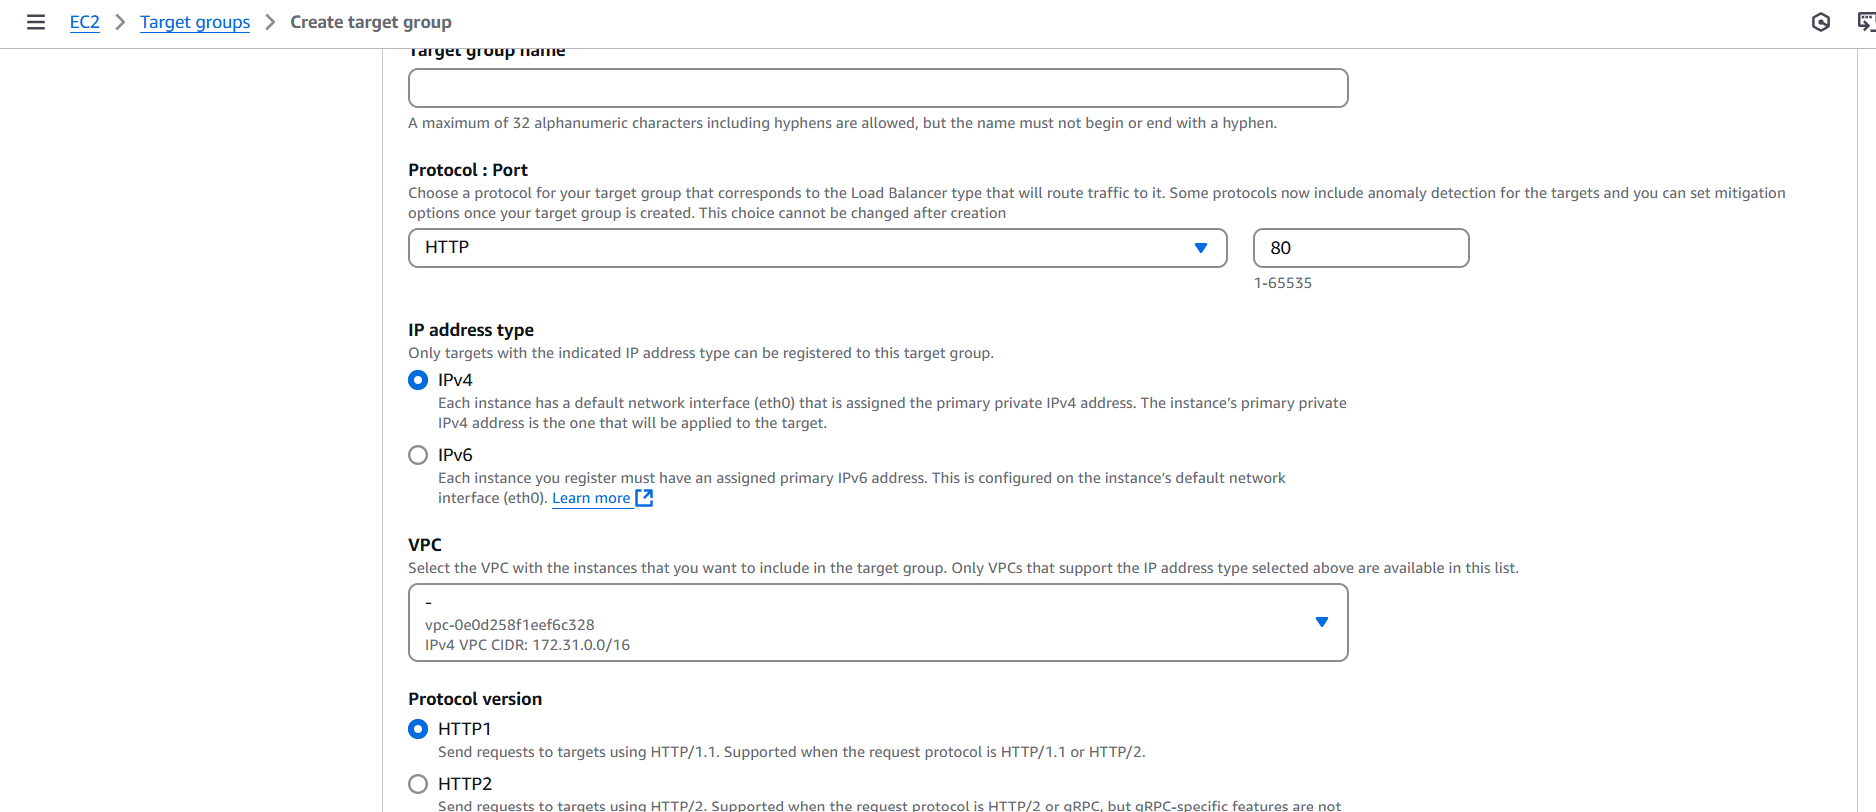 EC2 > Target groups > Create target group
Target group name
A maximum of 32 alphanumeric characters including hyphens are allowed, but the name must not begin or end with a hyphen.
Protocol : Port
Choose a protocol for your target group that corresponds to the Load Balancer type that will route traffic to it. Some protocols now include anomaly detection for the targets and you can set mitigation
options once your target group is created. This choice cannot be changed after creation
HTTP
80
1-65535
IP address type
Only targets with the indicated IP address type can be registered to this target group.
IPv4
Each instance has a default network interface (eth0) that is assigned the primary private IPv4 address. The instance's primary private
IPv4 address is the one that will be applied to the target.
IPv6
Each instance you register must have an assigned primary IPv6 address. This is configured on the instance's default network
interface (eth0). Learn more
VPC
Select the VPC with the instances that you want to include in the target group. Only VPCs that support the IP address type selected above are available in this list.
-
vpc-0e0d258f1eef6c328
IPv4 VPC CIDR: 172.31.0.0/16
Protocol version
HTTP1
Send requests to targets using HTTP/1.1. Supported when the request protocol is HTTP/1.1 or HTTP/2.
HTTP2
Send requests to targets using HTTP/2. Supported when the request protocol is HTTP/2 or gRPC, but gRPC-specific features are not